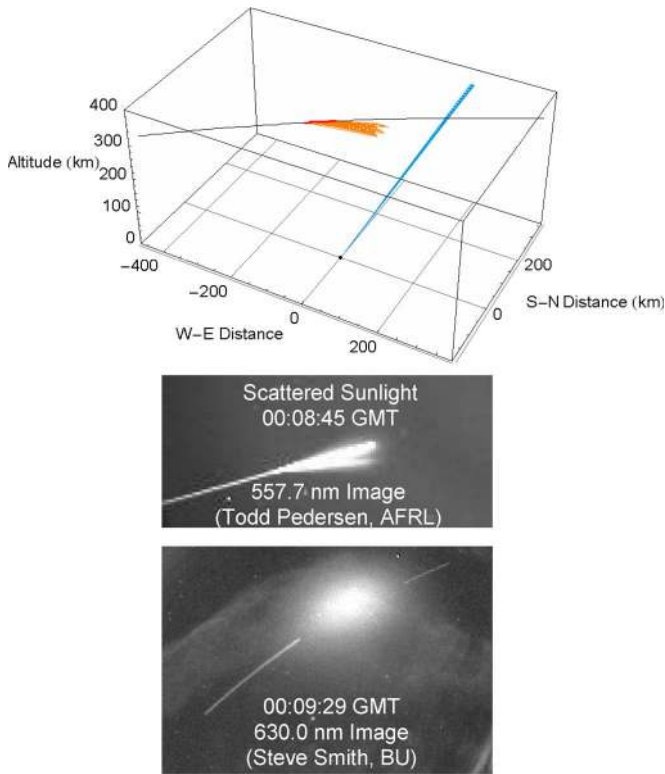 400
300
Altitude (km)
200
100
0
-400
-200
0
200
W-E Distance
200
0
S-N Distance (km)
Scattered Sunlight
00:08:45 GMT
557.7 nm Image
(Todd Pedersen, AFRL)
00:09:29 GMT
630.0 nm Image
(Steve Smith, BU)